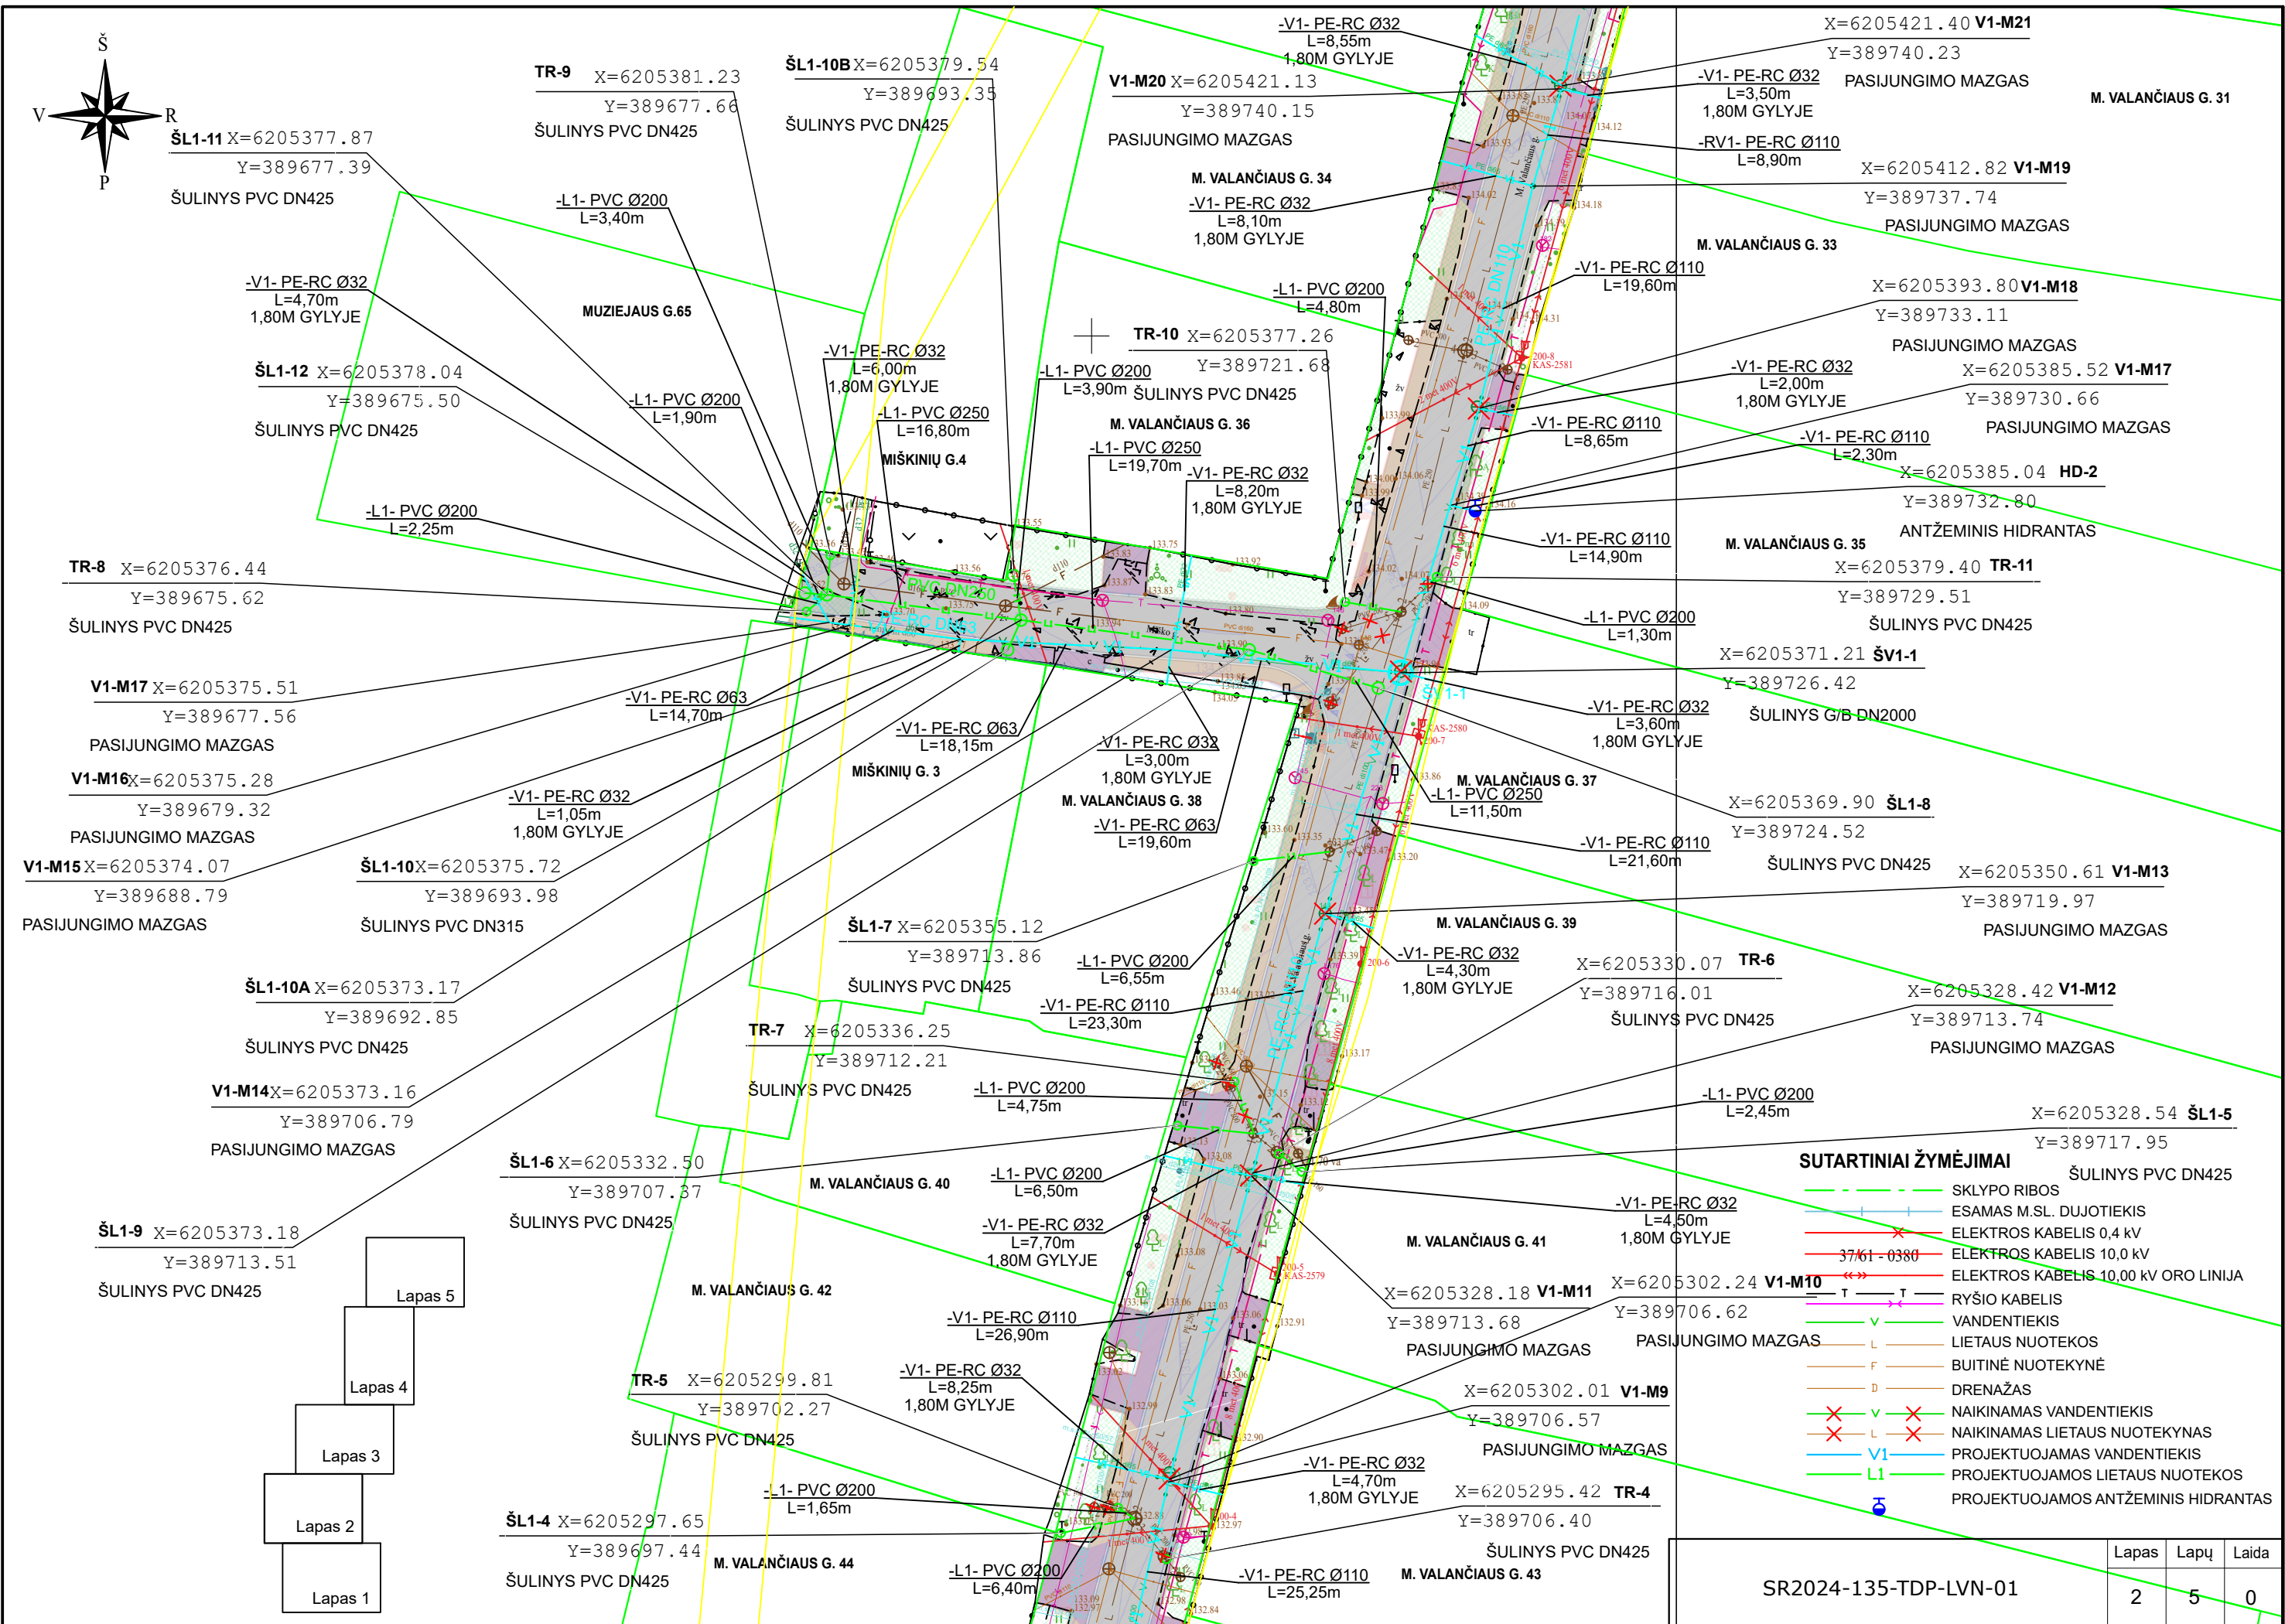 Š
V
R
P
TR-9 X=6205381.23
Y=389677.66
ŠULINYS PVC DN425
ŠL1-10B X=6205379.54
Y=389693.35
ŠULINYS PVC DN425
ŠL1-11 X=6205377.87
Y=389677.39
ŠULINYS PVC DN425
-V1- PE-RC Ø32
L=8,55m
1,80M GYLYJE
V1-M20 X=6205421.13
Y=389740.15
PASIJUNGIMO MAZGAS
X=6205421.40 V1-M21
Y=389740.23
PASIJUNGIMO MAZGAS
-V1- PE-RC Ø32
L=3,50m
1,80M GYLYJE
M. VALANČIAUS G. 31
-RV1- PE-RC Ø110
L=8,90m
X=6205412.82 V1-M19
Y=389737.74
PASIJUNGIMO MAZGAS
M. VALANČIAUS G. 34
-V1- PE-RC Ø32
L=8,10m
1,80M GYLYJE
-L1- PVC Ø200
L=3,40m
M. VALANČIAUS G. 33
-V1- PE-RC Ø110
L=19,60m
-V1- PE-RC Ø32
L=4,70m
1,80M GYLYJE
MUZIEJAUS G.65
-L1- PVC Ø200
L=4,80m
X=6205393.80 V1-M18
Y=389733.11
PASIJUNGIMO MAZGAS
TR-10 X=6205377.26
Y=389721.68
ŠULINYS PVC DN425
-V1- PE-RC Ø32
L=6,00m
1,80M GYLYJE
-L1- PVC Ø200
L=3,90m
ŠL1-12 X=6205378.04
Y=389675.50
ŠULINYS PVC DN425
-L1- PVC Ø200
L=1,90m
-L1- PVC Ø250
L=16,80m
MIŠKINIŲ G.4
M. VALANČIAUS G. 36
-L1- PVC Ø250
L=19,70m
-V1- PE-RC Ø32
L=8,20m
1,80M GYLYJE
200-8
KAS-2581
-V1- PE-RC Ø32
L=2,00m
1,80M GYLYJE
X=6205385.52 V1-M17
Y=389730.66
PASIJUNGIMO MAZGAS
-V1- PE-RC Ø110
L=8,65m
-V1- PE-RC Ø110
L=2,30m
X=6205385.04 HD-2
Y=389732.80
ANTŽEMINIS HIDRANTAS
-L1- PVC Ø200
L=2,25m
-V1- PE-RC Ø110
L=14,90m
M. VALANČIAUS G. 35
X=6205379.40 TR-11
Y=389729.51
ŠULINYS PVC DN425
TR-8 X=6205376.44
Y=389675.62
ŠULINYS PVC DN425
PVC DN250
PE-RC DN63
PE-RC DN110
M. Valančiaus g.
Miško g.
-L1- PVC Ø200
L=1,30m
X=6205371.21 ŠV1-1
Y=389726.42
ŠULINYS G/B DN2000
ŠV1-1
V1-M17 X=6205375.51
Y=389677.56
PASIJUNGIMO MAZGAS
-V1- PE-RC Ø63
L=14,70m
-V1- PE-RC Ø63
L=18,15m
-V1- PE-RC Ø32
L=3,00m
1,80M GYLYJE
-V1- PE-RC Ø32
L=3,60m
1,80M GYLYJE
KAS-2580
200-7
V1-M16 X=6205375.28
Y=389679.32
PASIJUNGIMO MAZGAS
MIŠKINIŲ G. 3
-V1- PE-RC Ø32
L=1,05m
1,80M GYLYJE
M. VALANČIAUS G. 38
-V1- PE-RC Ø63
L=19,60m
M. VALANČIAUS G. 37
-L1- PVC Ø250
L=11,50m
X=6205369.90 ŠL1-8
Y=389724.52
ŠULINYS PVC DN425
-V1- PE-RC Ø110
L=21,60m
V1-M15 X=6205374.07
Y=389688.79
PASIJUNGIMO MAZGAS
ŠL1-10 X=6205375.72
Y=389693.98
ŠULINYS PVC DN315
X=6205350.61 V1-M13
Y=389719.97
PASIJUNGIMO MAZGAS
ŠL1-7 X=6205355.12
Y=389713.86
ŠULINYS PVC DN425
M. VALANČIAUS G. 39
-V1- PE-RC Ø32
L=4,30m
1,80M GYLYJE
200-6
-L1- PVC Ø200
L=6,55m
X=6205330.07 TR-6
Y=389716.01
ŠULINYS PVC DN425
ŠL1-10A X=6205373.17
Y=389692.85
ŠULINYS PVC DN425
-V1- PE-RC Ø110
L=23,30m
X=6205328.42 V1-M12
Y=389713.74
PASIJUNGIMO MAZGAS
TR-7 X=6205336.25
Y=389712.21
ŠULINYS PVC DN425
V1-M14 X=6205373.16
Y=389706.79
PASIJUNGIMO MAZGAS
-L1- PVC Ø200
L=4,75m
-L1- PVC Ø200
L=2,45m
X=6205328.54 ŠL1-5
Y=389717.95
ŠULINYS PVC DN425
ŠL1-6 X=6205332.50
Y=389707.37
ŠULINYS PVC DN425
M. VALANČIAUS G. 40
-L1- PVC Ø200
L=6,50m
-V1- PE-RC Ø32
L=7,70m
1,80M GYLYJE
-V1- PE-RC Ø32
L=4,50m
1,80M GYLYJE
M. VALANČIAUS G. 41
ŠL1-9 X=6205373.18
Y=389713.51
ŠULINYS PVC DN425
200-5
KAS-2579
M. VALANČIAUS G. 42
X=6205328.18 V1-M11
Y=389713.68
PASIJUNGIMO MAZGAS
X=6205302.24 V1-M10
Y=389706.62
PASIJUNGIMO MAZGAS
-V1- PE-RC Ø110
L=26,90m
TR-5 X=6205299.81
Y=389702.27
ŠULINYS PVC DN425
-V1- PE-RC Ø32
L=8,25m
1,80M GYLYJE
X=6205302.01 V1-M9
Y=389706.57
PASIJUNGIMO MAZGAS
-L1- PVC Ø200
L=1,65m
-V1- PE-RC Ø32
L=4,70m
1,80M GYLYJE
X=6205295.42 TR-4
Y=389706.40
ŠULINYS PVC DN425
ŠL1-4 X=6205297.65
Y=389697.44
ŠULINYS PVC DN425
M. VALANČIAUS G. 44
-L1- PVC Ø200
L=6,40m
-V1- PE-RC Ø110
L=25,25m
M. VALANČIAUS G. 43
Lapas 5
Lapas 4
Lapas 3
Lapas 2
Lapas 1
SUTARTINIAI ŽYMĖJIMAI
SKLYPO RIBOS
ESAMAS M.SL. DUJOTIEKIS
ELEKTROS KABELIS 0,4 kV
37/61 - 0380 ELEKTROS KABELIS 10,0 kV
ELEKTROS KABELIS 10,00 kV ORO LINIJA
T T RYŠIO KABELIS
V VANDENTIEKIS
L LIETAUS NUOTEKOS
F BUITINĖ NUOTEKYNĖ
D DRENAŽAS
V NAIKINAMAS VANDENTIEKIS
L NAIKINAMAS LIETAUS NUOTEKYNAS
V1 PROJEKTUOJAMAS VANDENTIEKIS
L1 PROJEKTUOJAMOS LIETAUS NUOTEKOS
PROJEKTUOJAMOS ANTŽEMINIS HIDRANTAS
SR2024-135-TDP-LVN-01
Lapas Lapų Laida
2 5 0